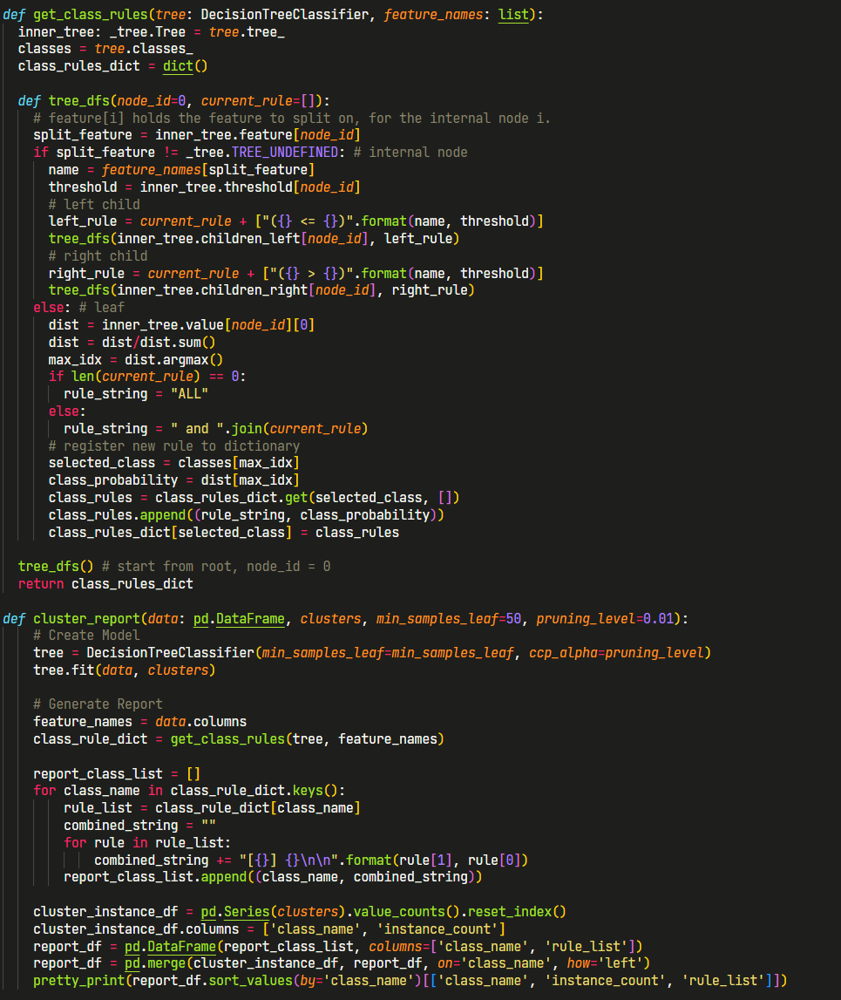 def get_class_rules(tree: DecisionTreeClassifier, feature_names: list):
  inner_tree: _tree.Tree = tree.tree_
  classes = tree.classes_
  class_rules_dict = dict()

  def tree_dfs(node_id=0, current_rule=[]):
    # feature[i] holds the feature to split on, for the internal node i.
    split_feature = inner_tree.feature[node_id]
    if split_feature != _tree.TREE_UNDEFINED: # internal node
      name = feature_names[split_feature]
      threshold = inner_tree.threshold[node_id]
      # left child
      left_rule = current_rule + ["({} <= {})".format(name, threshold)]
      tree_dfs(inner_tree.children_left[node_id], left_rule)
      # right child
      right_rule = current_rule + ["({} > {})".format(name, threshold)]
      tree_dfs(inner_tree.children_right[node_id], right_rule)
    else: # leaf
      dist = inner_tree.value[node_id][0]
      dist = dist/dist.sum()
      max_idx = dist.argmax()
      if len(current_rule) == 0:
        rule_string = "ALL"
      else:
        rule_string = " and ".join(current_rule)
      # register new rule to dictionary
      selected_class = classes[max_idx]
      class_probability = dist[max_idx]
      class_rules = class_rules_dict.get(selected_class, [])
      class_rules.append((rule_string, class_probability))
      class_rules_dict[selected_class] = class_rules

  tree_dfs() # start from root, node_id = 0
  return class_rules_dict

def cluster_report(data: pd.DataFrame, clusters, min_samples_leaf=50, pruning_level=0.01):
    # Create Model
    tree = DecisionTreeClassifier(min_samples_leaf=min_samples_leaf, ccp_alpha=pruning_level)
    tree.fit(data, clusters)

    # Generate Report
    feature_names = data.columns
    class_rule_dict = get_class_rules(tree, feature_names)

    report_class_list = []
    for class_name in class_rule_dict.keys():
        rule_list = class_rule_dict[class_name]
        combined_string = ""
        for rule in rule_list:
            combined_string += "[{}] {}\n\n".format(rule[1], rule[0])
        report_class_list.append((class_name, combined_string))

    cluster_instance_df = pd.Series(clusters).value_counts().reset_index()
    cluster_instance_df.columns = ['class_name', 'instance_count']
    report_df = pd.DataFrame(report_class_list, columns=['class_name', 'rule_list'])
    report_df = pd.merge(cluster_instance_df, report_df, on='class_name', how='left')
    pretty_print(report_df.sort_values(by='class_name')[['class_name', 'instance_count', 'rule_list']])